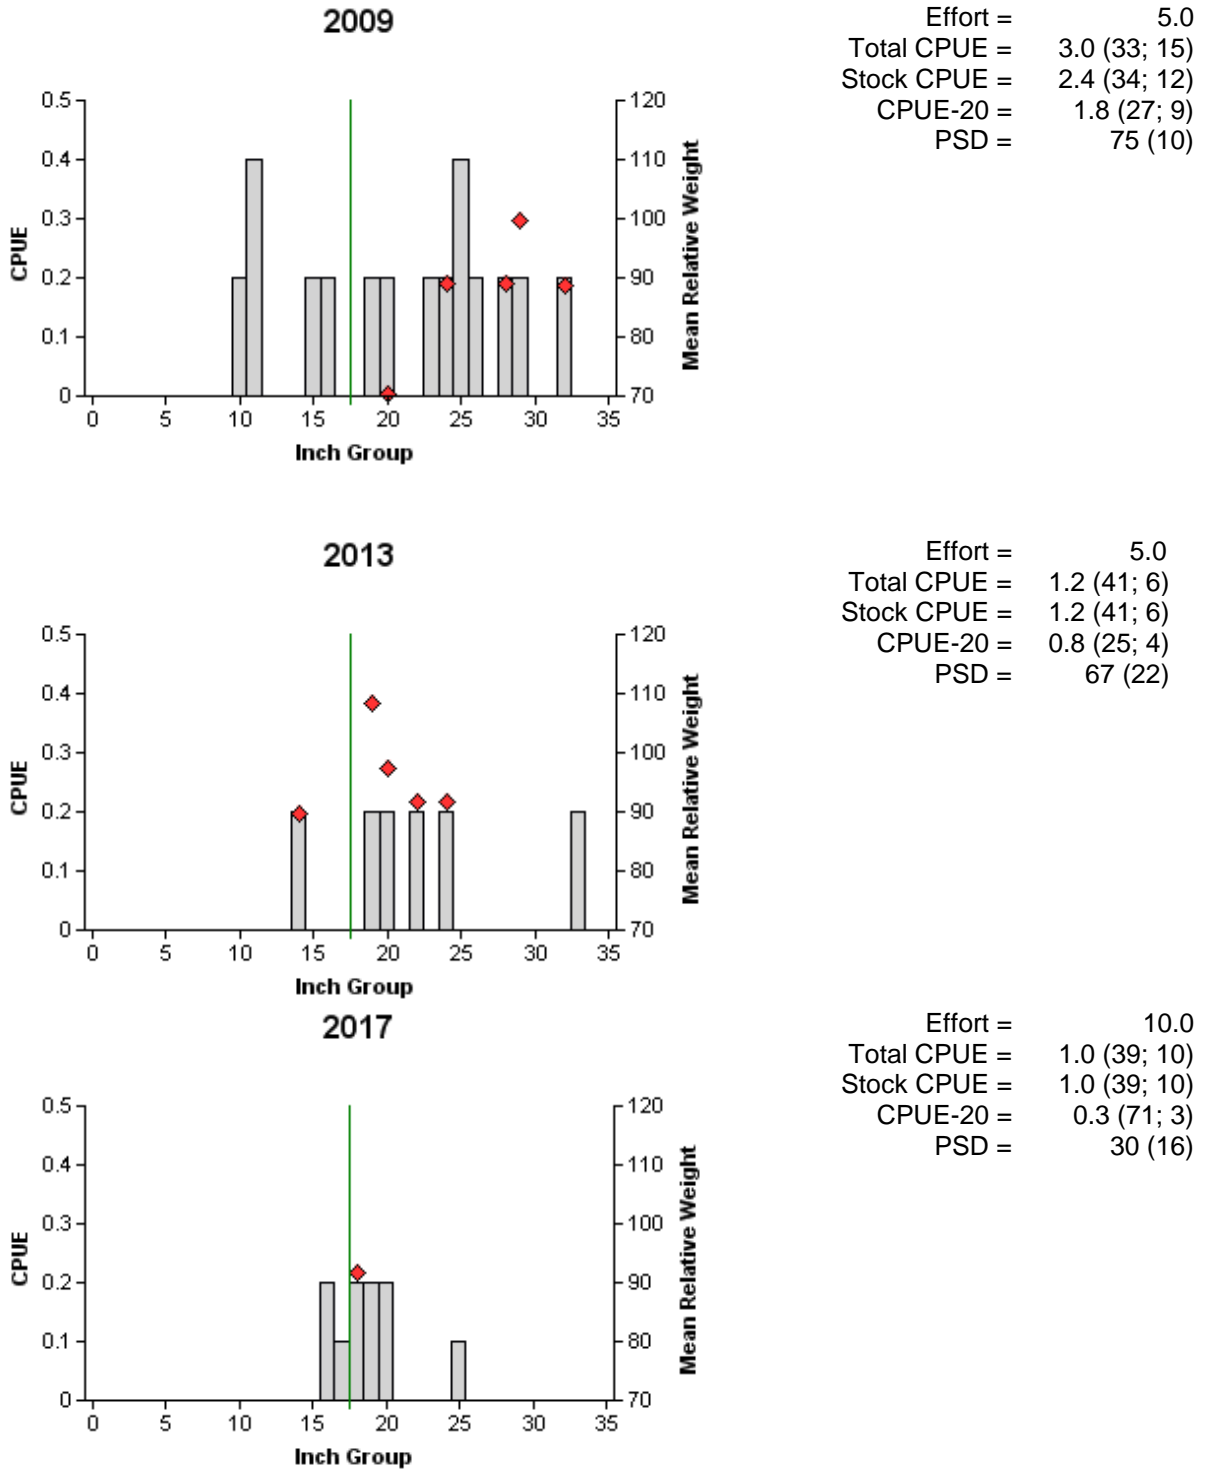 2009
Effort = 5.0
Total CPUE = 3.0 (33; 15)
Stock CPUE = 2.4 (34; 12)
CPUE-20 = 1.8 (27; 9)
PSD = 75 (10)
0.5 120
0.4 110
0.3 100
0.2 90
0.1 80
0 70
CPUE
Mean Relative Weight
0 5 10 15 20 25 30 35
Inch Group
2013
Effort = 5.0
Total CPUE = 1.2 (41; 6)
Stock CPUE = 1.2 (41; 6)
CPUE-20 = 0.8 (25; 4)
PSD = 67 (22)
0.5 120
0.4 110
0.3 100
0.2 90
0.1 80
0 70
CPUE
Mean Relative Weight
0 5 10 15 20 25 30 35
Inch Group
2017
Effort = 10.0
Total CPUE = 1.0 (39; 10)
Stock CPUE = 1.0 (39; 10)
CPUE-20 = 0.3 (71; 3)
PSD = 30 (16)
0.5 120
0.4 110
0.3 100
0.2 90
0.1 80
0 70
CPUE
Mean Relative Weight
0 5 10 15 20 25 30 35
Inch Group